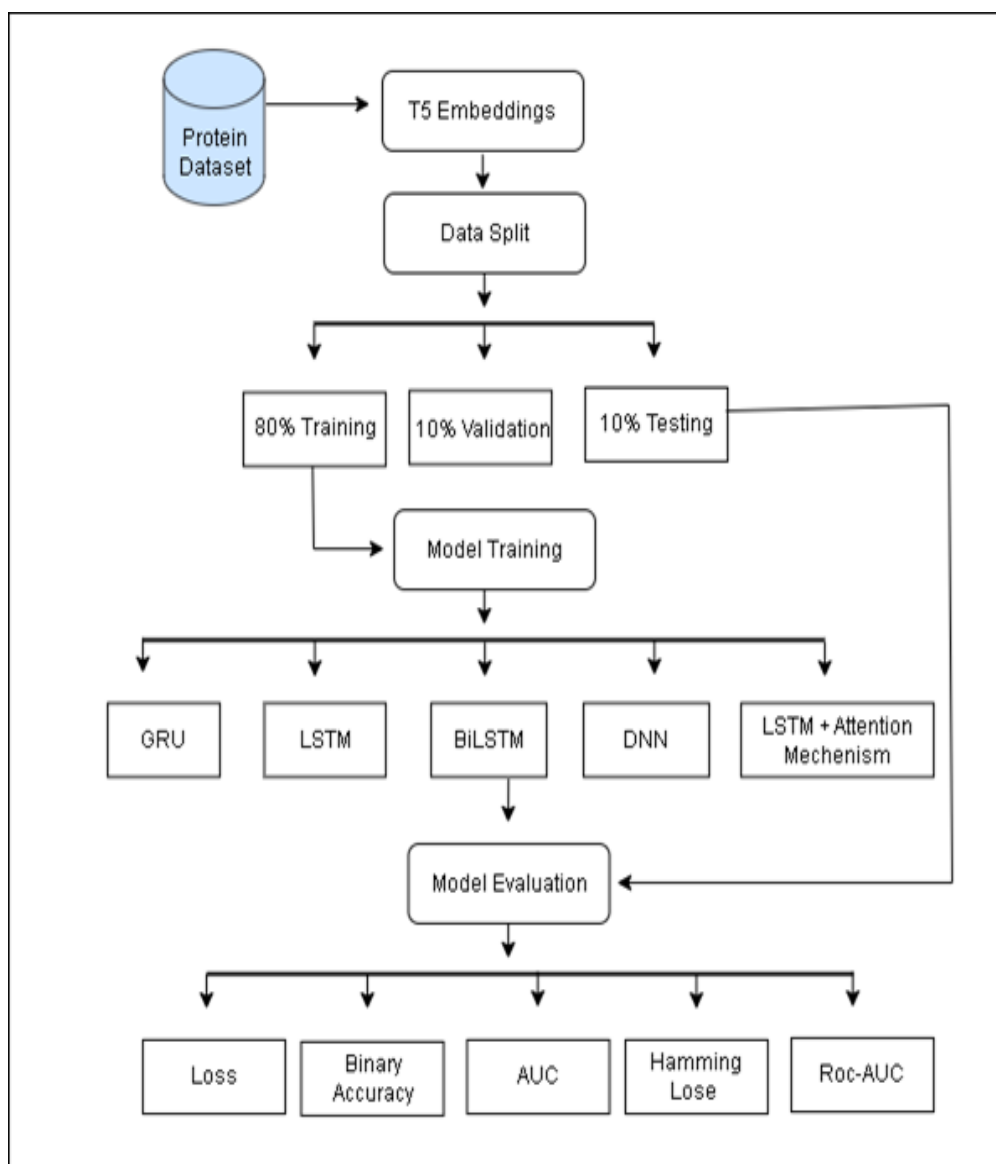 Protein
Dataset
T5 Embeddings
Data Split
80% Training
10% Validation
10% Testing
Model Training
GRU
LSTM
BiLSTM
DNN
LSTM + Attention
Mechenism
Model Evaluation
Loss
Binary
Accuracy
AUC
Hamming
Lose
Roc-AUC